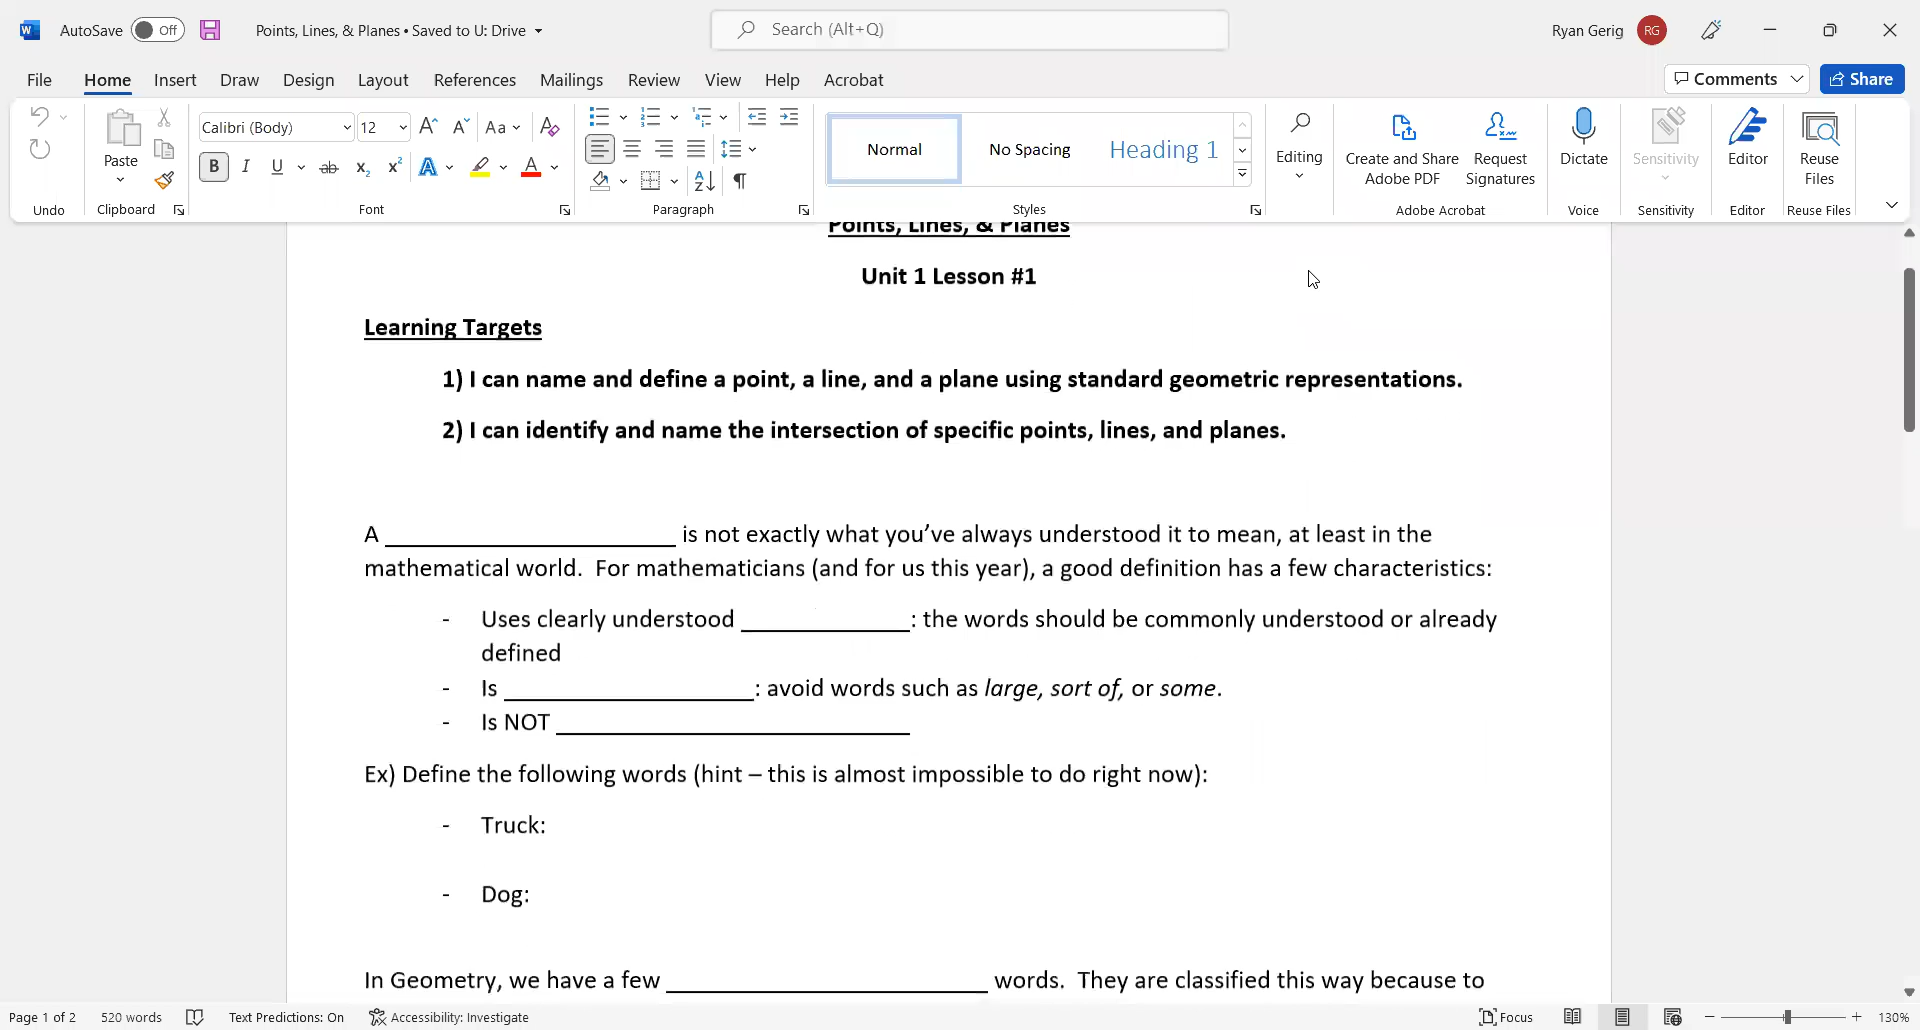 AutoSave Off Points, Lines, & Planes • Saved to U: Drive Search (Alt+Q) Ryan Gerig RG
File Home Insert Draw Design Layout References Mailings Review View Help Acrobat Comments Share
Paste
Calibri (Body) 12
Normal
No Spacing
Heading 1
Editing
Create and Share
Adobe PDF
Request
Signatures
Dictate
Sensitivity
Editor
Reuse
Files
Undo Clipboard Font Paragraph Styles Adobe Acrobat Voice Sensitivity Editor Reuse Files
Points, Lines, & Planes
Unit 1 Lesson #1
Learning Targets
1) I can name and define a point, a line, and a plane using standard geometric representations.
2) I can identify and name the intersection of specific points, lines, and planes.
A _______________________ is not exactly what you’ve always understood it to mean, at least in the
mathematical world. For mathematicians (and for us this year), a good definition has a few characteristics:
- Uses clearly understood _____________: the words should be commonly understood or already
defined
- Is ____________________: avoid words such as large, sort of, or some.
- Is NOT ____________________________
Ex) Define the following words (hint – this is almost impossible to do right now):
- Truck:
- Dog:
In Geometry, we have a few _________________________ words. They are classified this way because to
Page 1 of 2 520 words Text Predictions: On Accessibility: Investigate Focus 130%